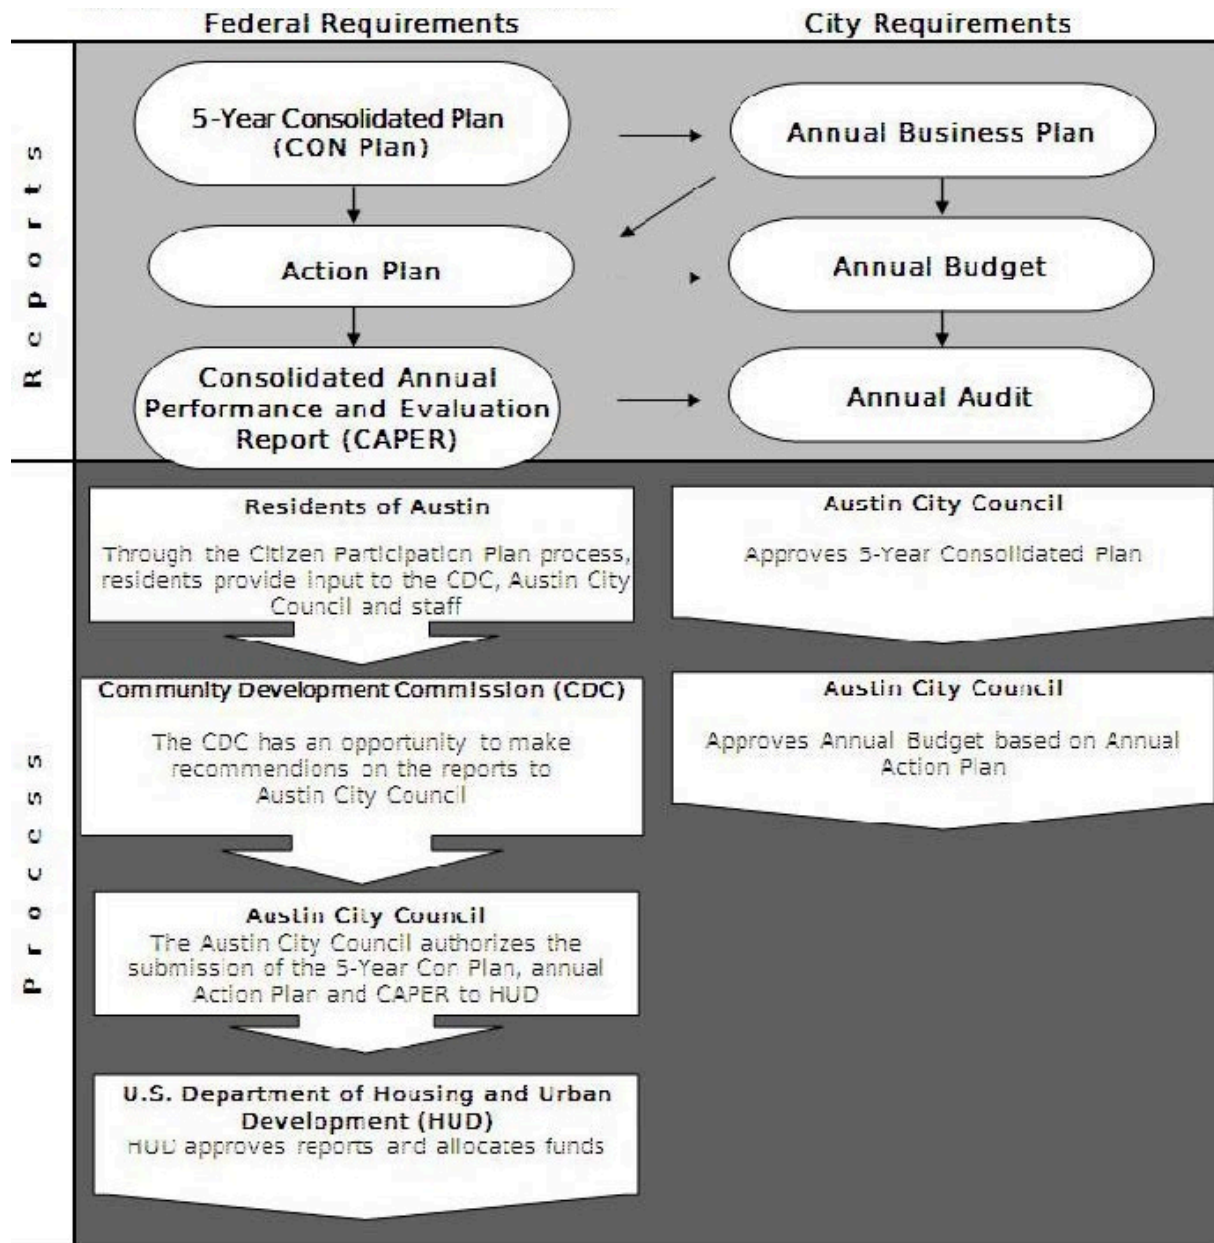 Federal Requirements
City Requirements
Reports
5-Year Consolidated Plan
(CON Plan)
Annual Business Plan
Action Plan
Annual Budget
Consolidated Annual
Performance and Evaluation
Report (CAPER)
Annual Audit
Process
Residents of Austin
Through the Citizen Participation Plan process,
residents provide input to the CDC, Austin City
Council and staff
Austin City Council
Approves 5-Year Consolidated Plan
Community Development Commission (CDC)
The CDC has an opportunity to make
recommendions on the reports to
Austin City Council
Austin City Council
Approves Annual Budget based on Annual
Action Plan
Austin City Council
The Austin City Council authorizes the
submission of the 5-Year Con Plan, annual
Action Plan and CAPER to HUD
U.S. Department of Housing and Urban
Development (HUD)
HUD approves reports and allocates funds